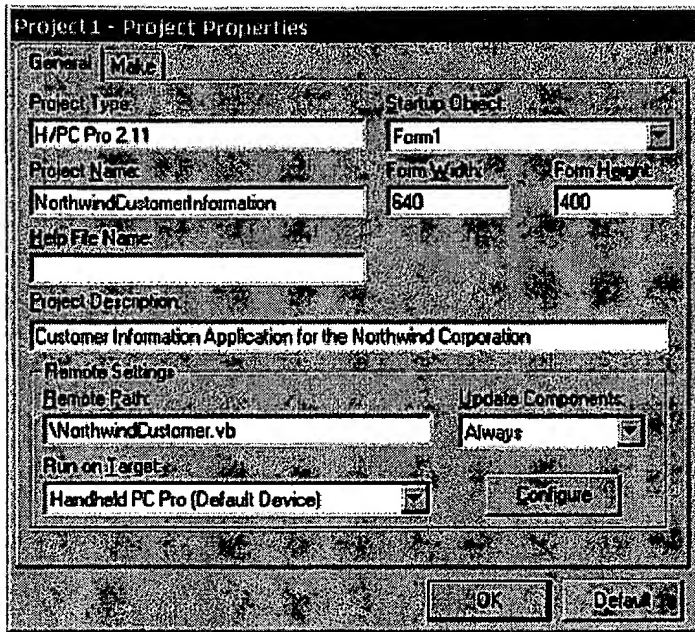 Project1 - Project Properties
General Make
Project Type: Startup Object:
H/PC Pro 2.11 Form1
Project Name: Form Width: Form Height:
NorthwindCustomerInformation 640 400
Help File Name:
Project Description:
Customer Information Application for the Northwind Corporation
Remote Settings
Remote Path: Update Components:
\NorthwindCustomer.vb Always
Run on Target:
Handheld PC Pro (Default Device) Configure
OK Default